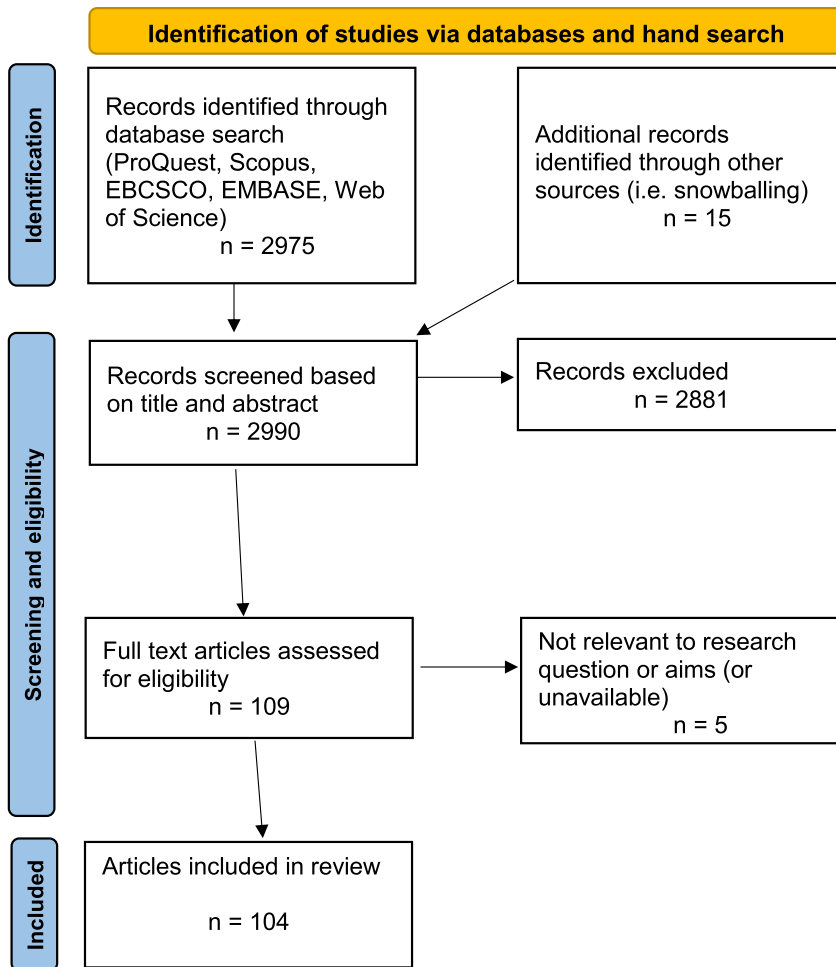 Identification of studies via databases and hand search
Identification
Records identified through
database search
(ProQuest, Scopus,
EBCSCO, EMBASE, Web
of Science)
n = 2975
Additional records
identified through other
sources (i.e. snowballing)
n = 15
Screening and eligibility
Records screened based
on title and abstract
n = 2990
Records excluded
n = 2881
Full text articles assessed
for eligibility
n = 109
Not relevant to research
question or aims (or
unavailable)
n = 5
Included
Articles included in review
n = 104